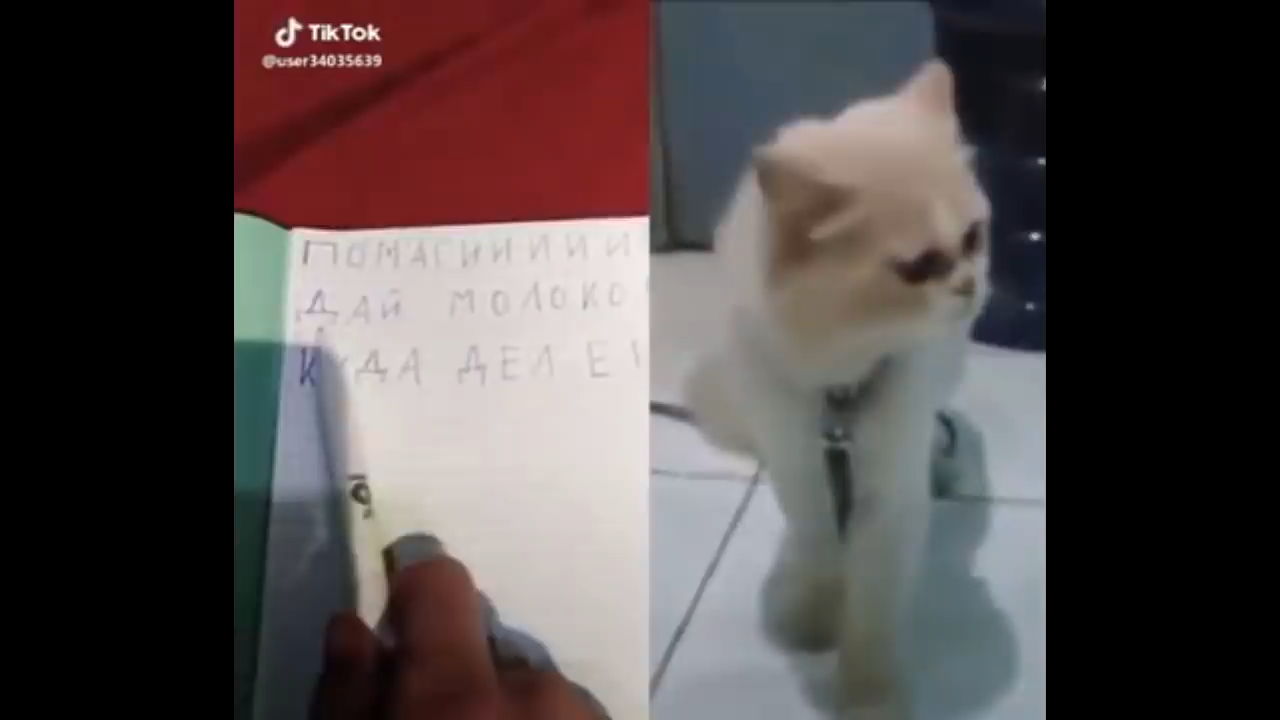 TikTok
@user34035639
ПОМАГИИИИИ
ДАЙ МОЛОКО
КУДА ДЕЛ Е!